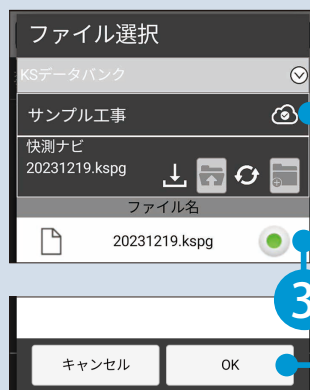 ファイル選択
KSデータバンク
サンプル工事
快測ナビ
20231219.kspg
ファイル名
20231219.kspg
3
キャンセル OK